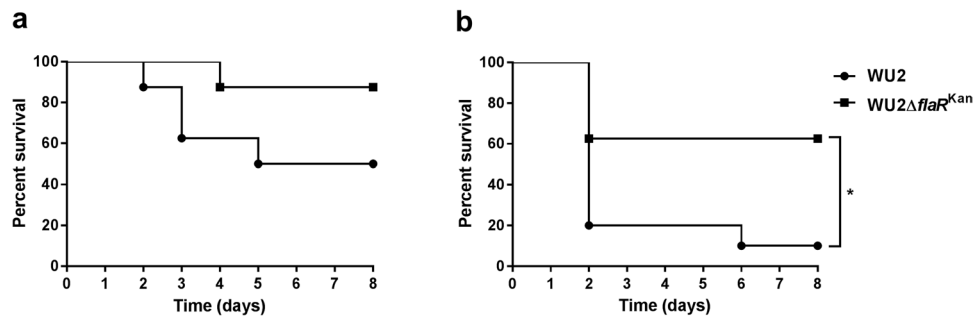 a
100
80
60
40
20
0
Percent survival
0 1 2 3 4 5 6 7 8
Time (days)
b
100
80
60
40
20
0
Percent survival
0 1 2 3 4 5 6 7 8
Time (days)
*
WU2
WU2ΔflaRKan